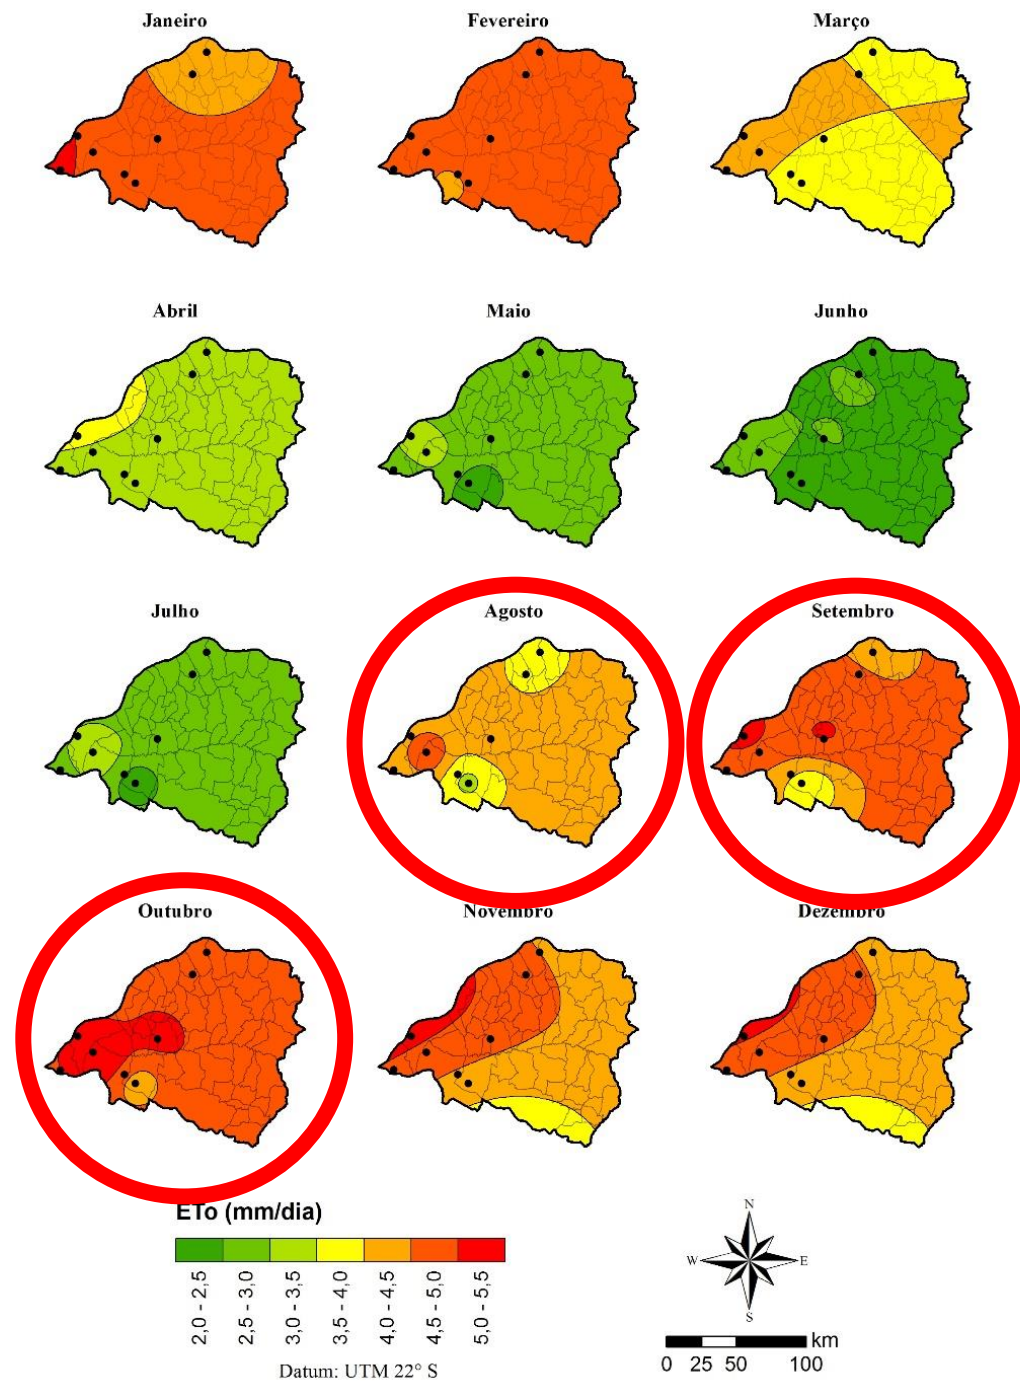 Janeiro
Fevereiro
Março
Abril
Maio
Junho
Julho
Agosto
Setembro
Outubro
Novembro
Dezembro
ETo (mm/dia)
2,0 - 2,5
2,5 - 3,0
3,0 - 3,5
3,5 - 4,0
4,0 - 4,5
4,5 - 5,0
5,0 - 5,5
Datum: UTM 22° S
N
W E
S
km
0 25 50 100